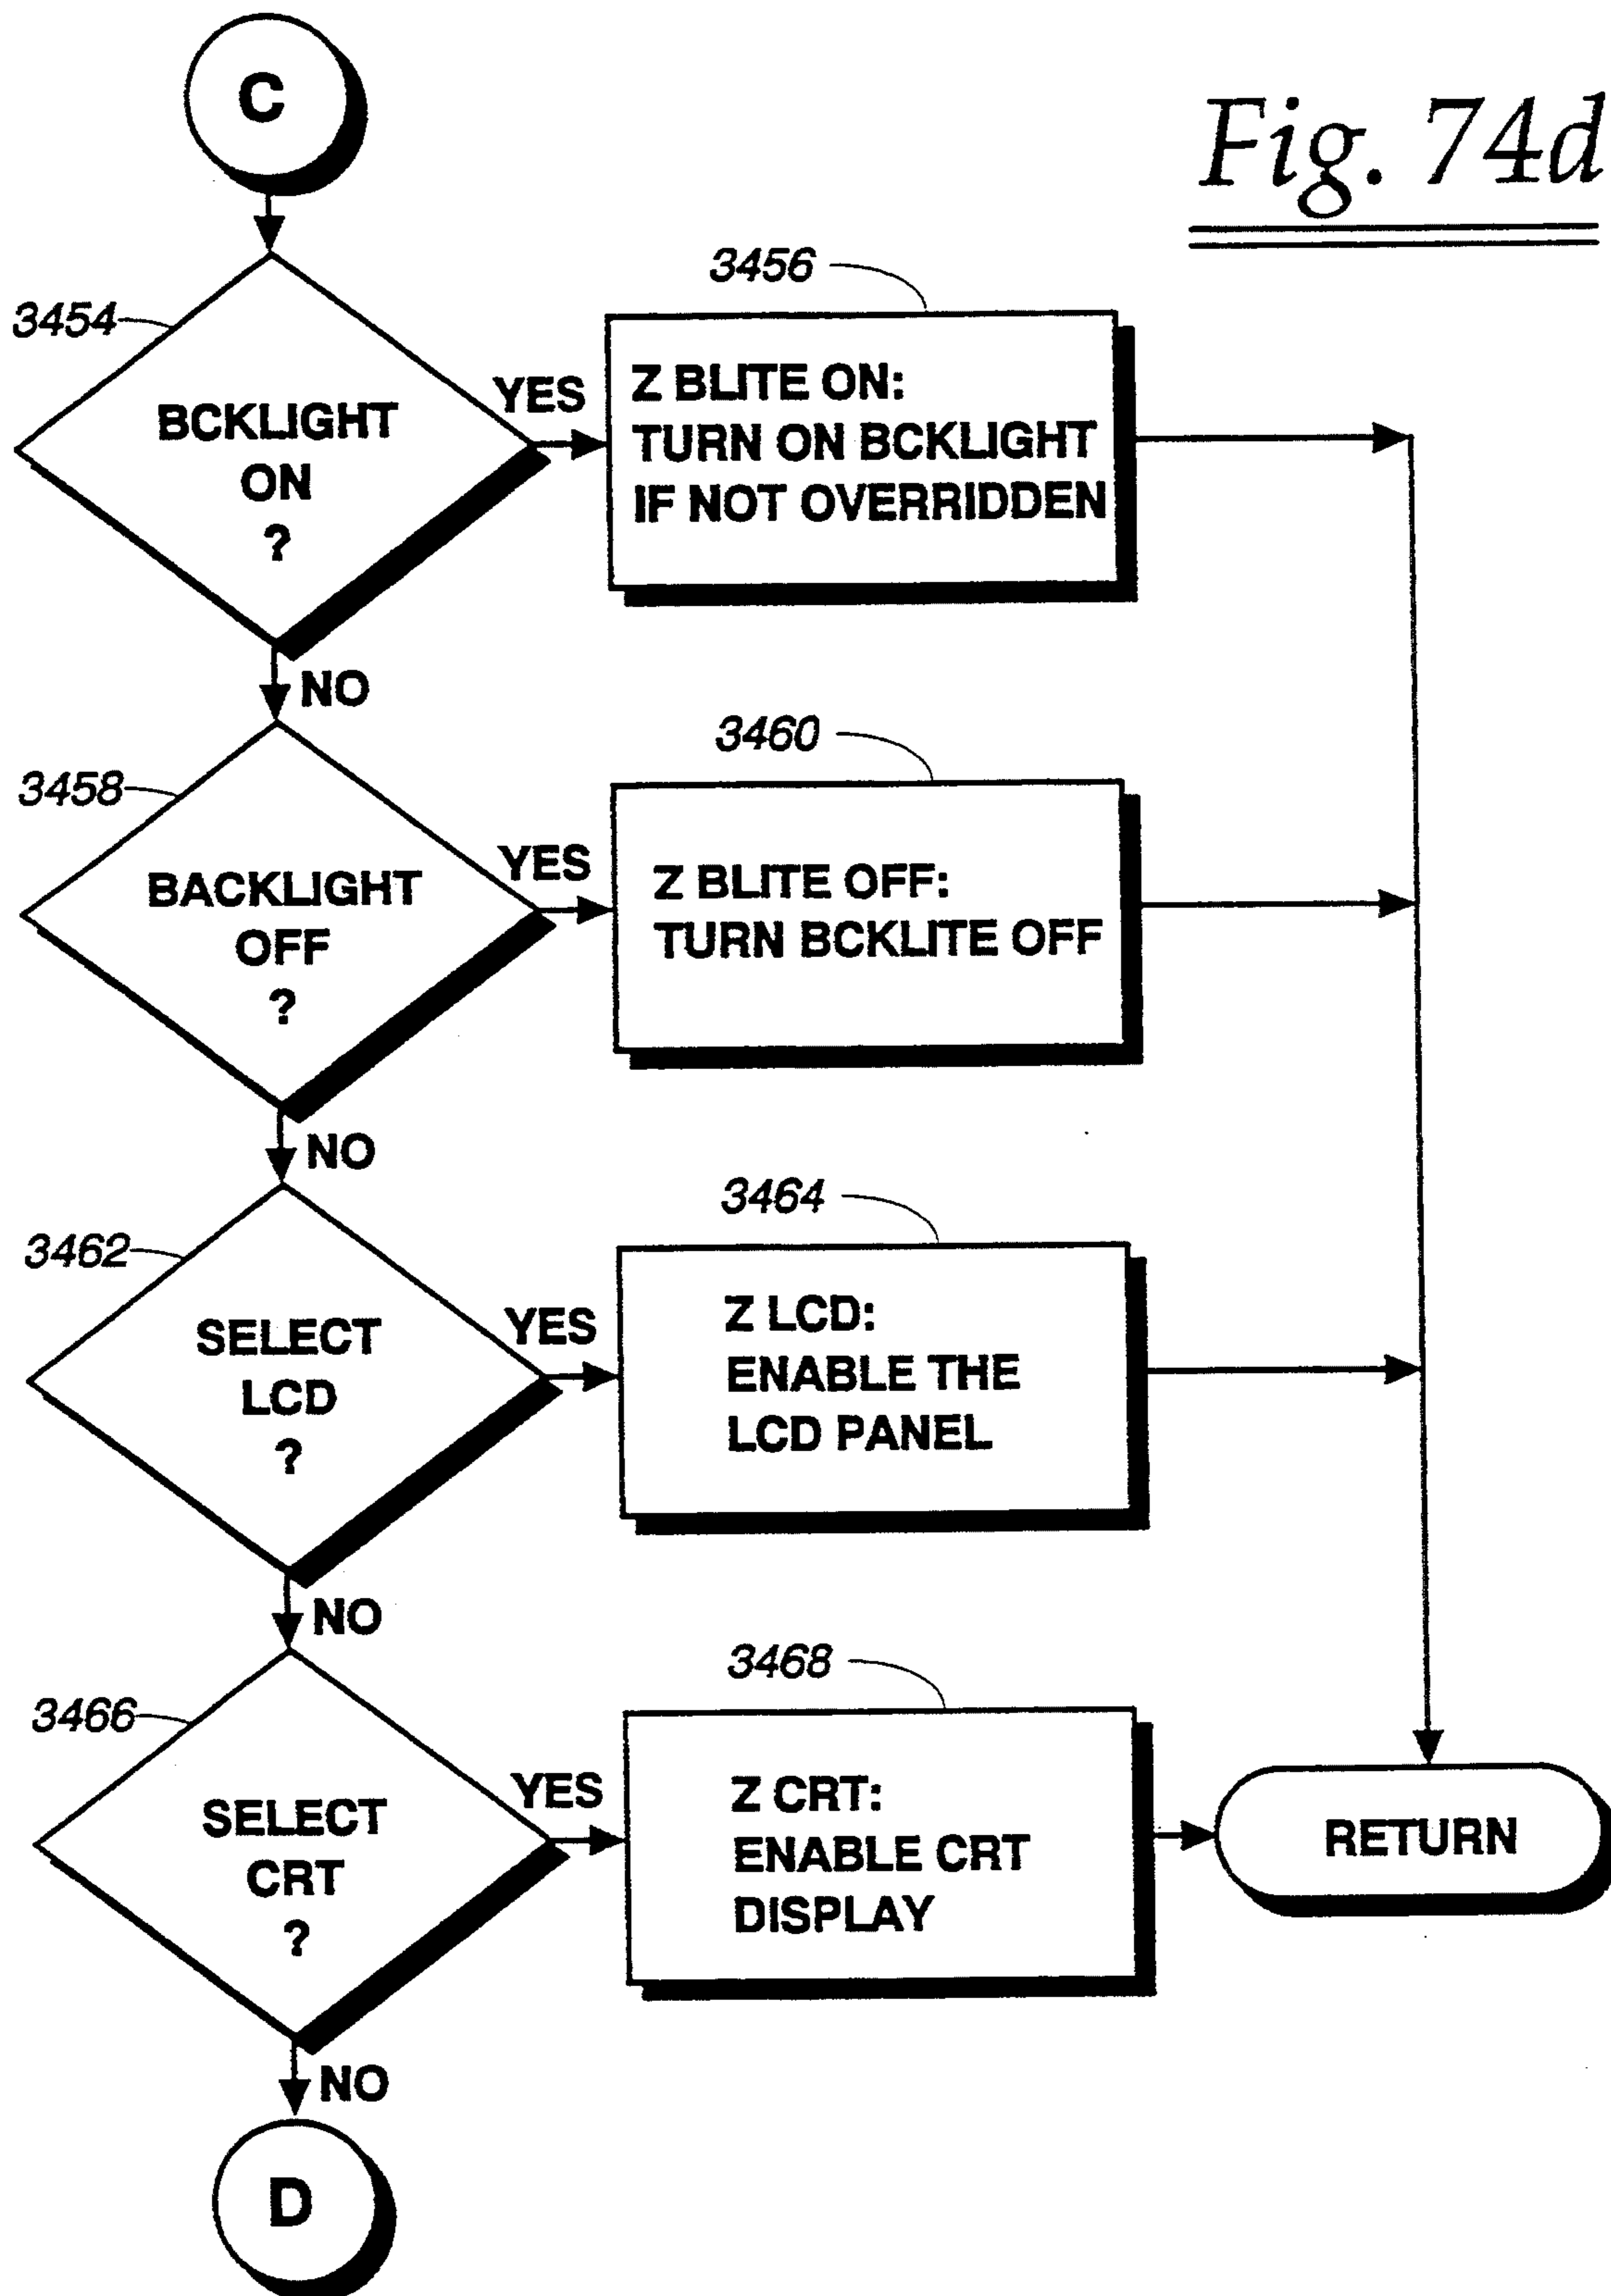 C
Fig. 74d
3454
BCKLIGHT
ON
?
YES
3456
Z BLITE ON:
TURN ON BCKLIGHT
IF NOT OVERRIDDEN
NO
3458
BACKLIGHT
OFF
?
YES
3460
Z BLITE OFF:
TURN BCKLITE OFF
NO
3462
SELECT
LCD
?
YES
3464
Z LCD:
ENABLE THE
LCD PANEL
NO
3466
SELECT
CRT
?
YES
3468
Z CRT:
ENABLE CRT
DISPLAY
RETURN
NO
D